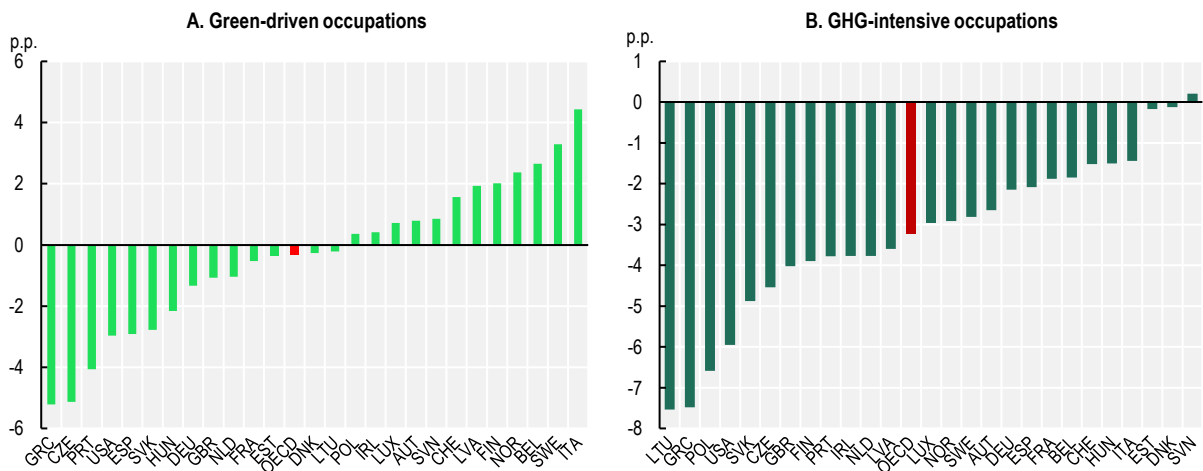 A. Green-driven occupations
p.p.
6
4
2
0
-2
-4
-6
GRC CZE PRT USA ESP SVK HUN DEU GBR NLD FRA EST OECD DNK LTU POL IRL LUX AUT SVN CHE LVA FIN NOR BEL SWE ITA
B. GHG-intensive occupations
p.p.
1
0
-1
-2
-3
-4
-5
-6
-7
-8
LTU GRC POL USA SVK CZE GBR FIN PRT IRL NLD LVA OECD LUX NOR SWE AUT DEU ESP FRA BEL CHE HUN ITA EST DNK SVN